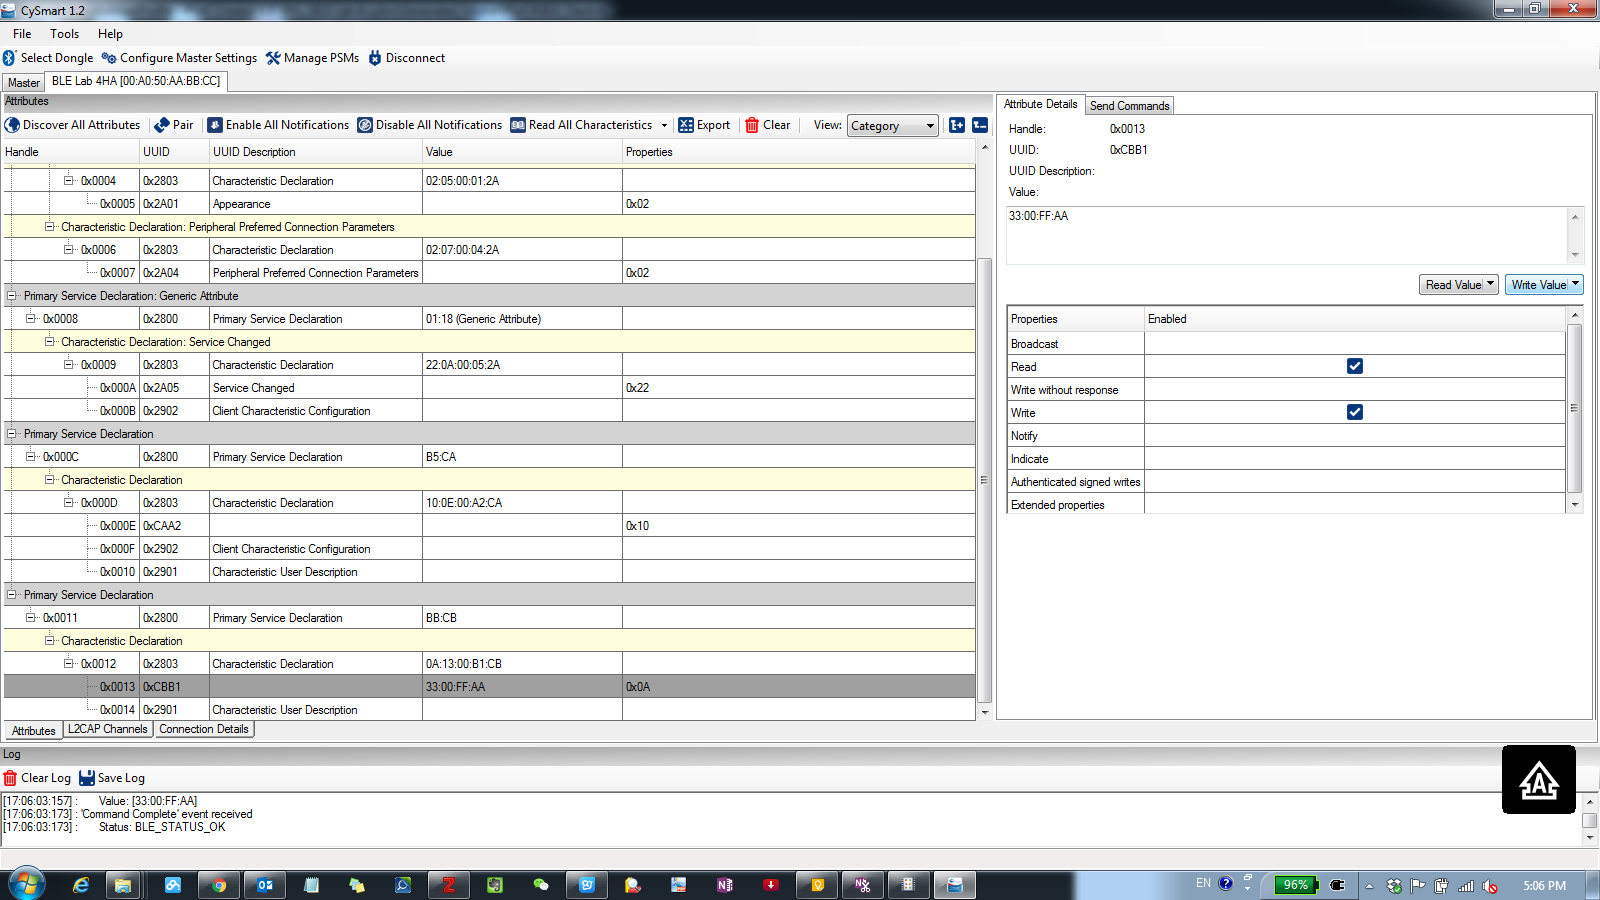 CySmart 1.2
File Tools Help
Select Dongle Configure Master Settings Manage PSMs Disconnect
Master BLE Lab 4HA [00:A0:50:AA:BB:CC]
Attributes
Discover All Attributes Pair Enable All Notifications Disable All Notifications Read All Characteristics Export Clear View: Category
Handle UUID UUID Description Value Properties
0x0004 0x2803 Characteristic Declaration 02:05:00:01:2A
0x0005 0x2A01 Appearance 0x02
Characteristic Declaration: Peripheral Preferred Connection Parameters
0x0006 0x2803 Characteristic Declaration 02:07:00:04:2A
0x0007 0x2A04 Peripheral Preferred Connection Parameters 0x02
Primary Service Declaration: Generic Attribute
0x0008 0x2800 Primary Service Declaration 01:18 (Generic Attribute)
Characteristic Declaration: Service Changed
0x0009 0x2803 Characteristic Declaration 22:0A:00:05:2A
0x000A 0x2A05 Service Changed 0x22
0x000B 0x2902 Client Characteristic Configuration
Primary Service Declaration
0x000C 0x2800 Primary Service Declaration B5:CA
Characteristic Declaration
0x000D 0x2803 Characteristic Declaration 10:0E:00:A2:CA
0x000E 0xCAA2 0x10
0x000F 0x2902 Client Characteristic Configuration
0x0010 0x2901 Characteristic User Description
Primary Service Declaration
0x0011 0x2800 Primary Service Declaration BB:CB
Characteristic Declaration
0x0012 0x2803 Characteristic Declaration 0A:13:00:B1:CB
0x0013 0xCBB1 33:00:FF:AA 0x0A
0x0014 0x2901 Characteristic User Description
Attributes L2CAP Channels Connection Details
Attribute Details Send Commands
Handle: 0x0013
UUID: 0xCBB1
UUID Description:
Value:
33:00:FF:AA
Read Value Write Value
Properties Enabled
Broadcast
Read
Write without response
Write
Notify
Indicate
Authenticated signed writes
Extended properties
Log
Clear Log Save Log
[17:06:03:157] : Value: [33:00:FF:AA]
[17:06:03:173] : 'Command Complete' event received
[17:06:03:173] : Status: BLE_STATUS_OK
A
EN 96% 5:06 PM